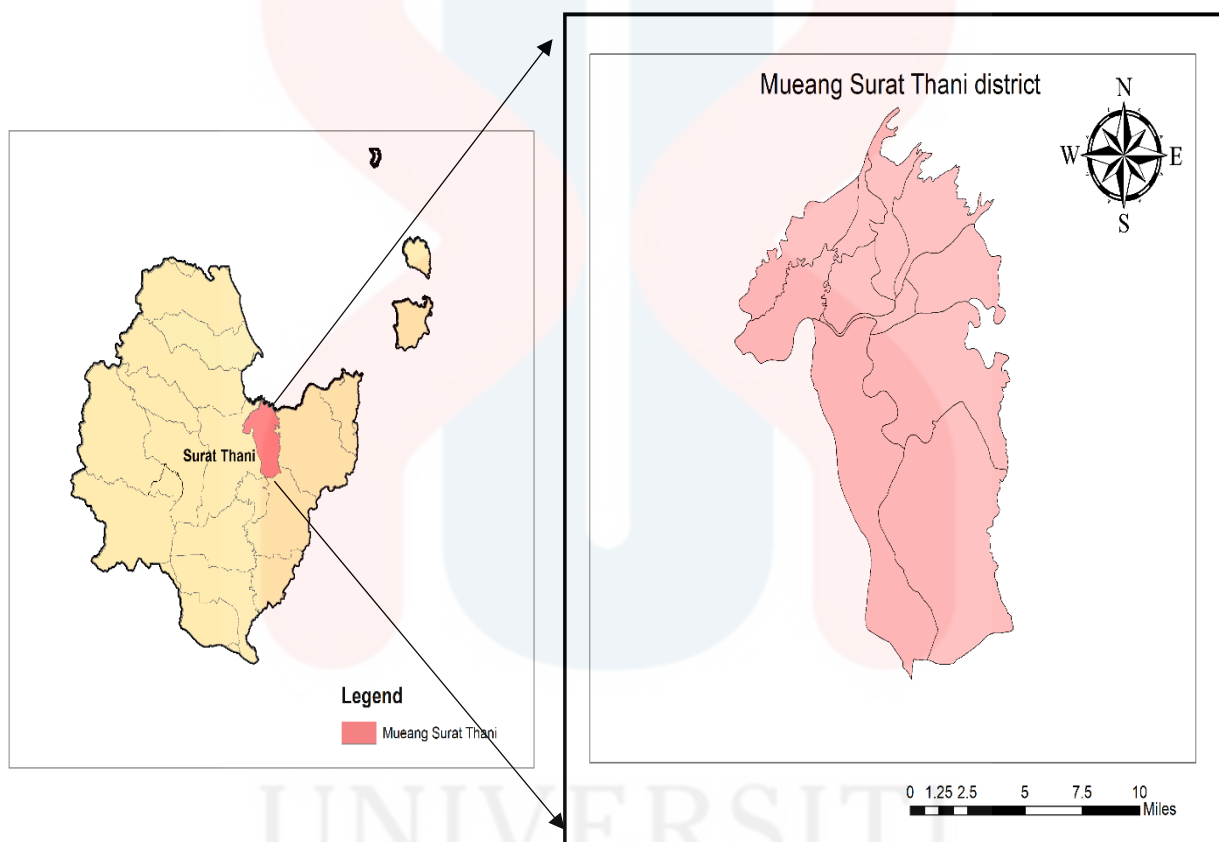 Mueang Surat Thani district
N
W E
S
Surat Thani
Legend
Mueang Surat Thani
0 1.25 2.5 5 7.5 10
Miles
UNIVERSITI